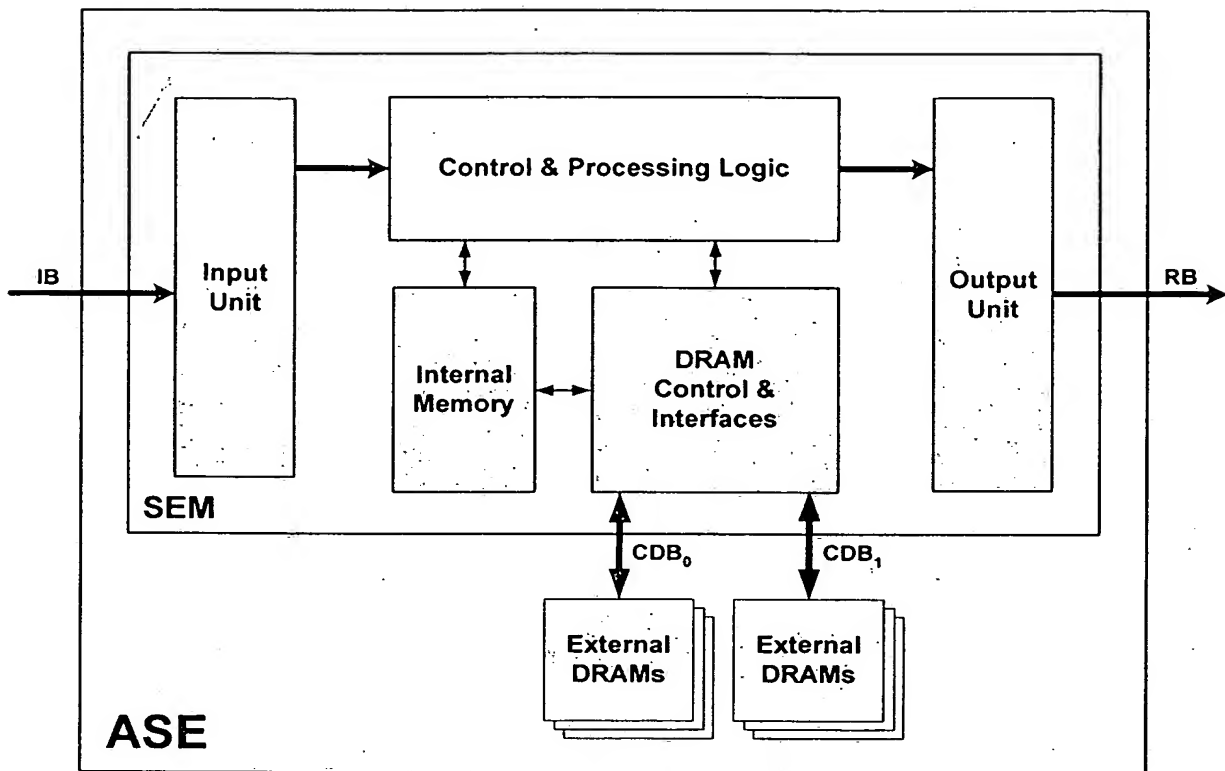 Control & Processing Logic
IB
Input
Unit
Output
Unit
RB
Internal
Memory
DRAM
Control &
Interfaces
SEM
CDB₀
CDB₁
External
DRAMs
External
DRAMs
ASE